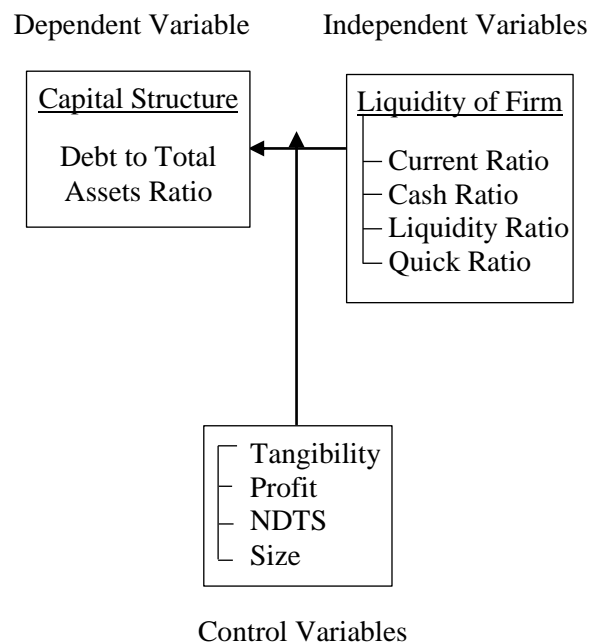 Dependent Variable
Independent Variables
Capital Structure
Debt to Total
Assets Ratio
Liquidity of Firm
Current Ratio
Cash Ratio
Liquidity Ratio
Quick Ratio
Tangibility
Profit
NDTS
Size
Control Variables